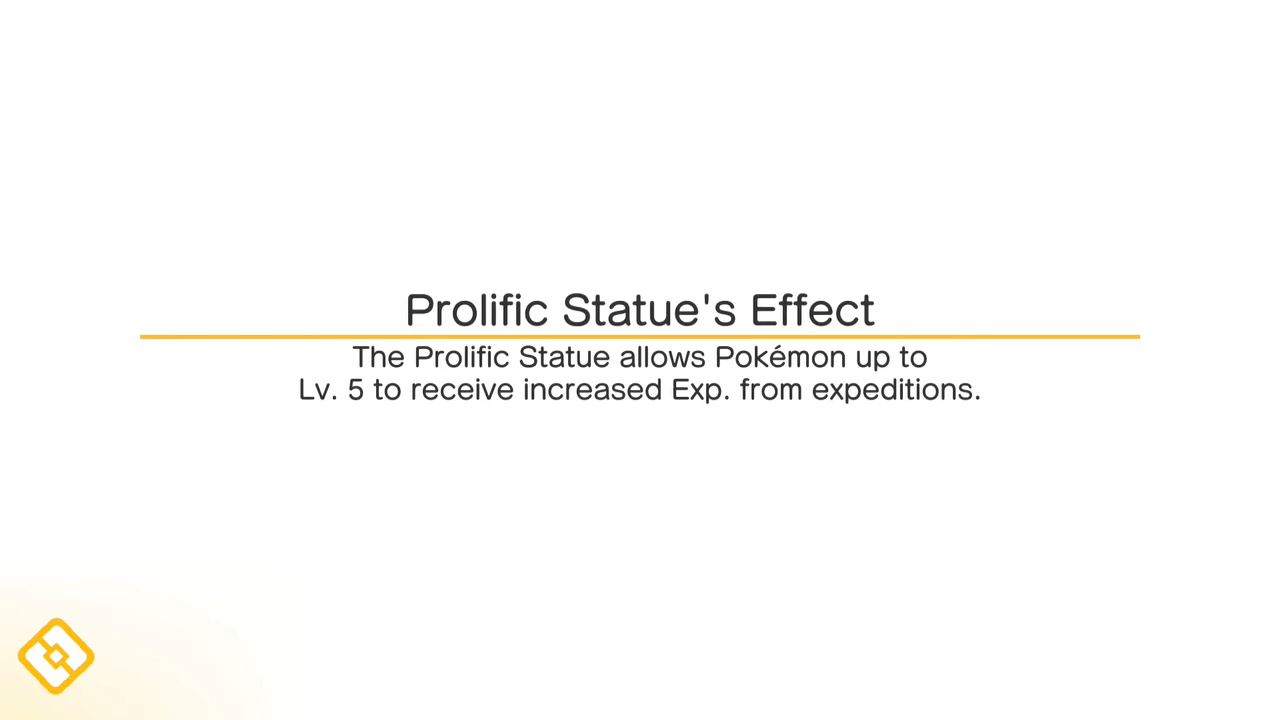 Prolific Statue's Effect
The Prolific Statue allows Pokémon up to
Lv. 5 to receive increased Exp. from expeditions.